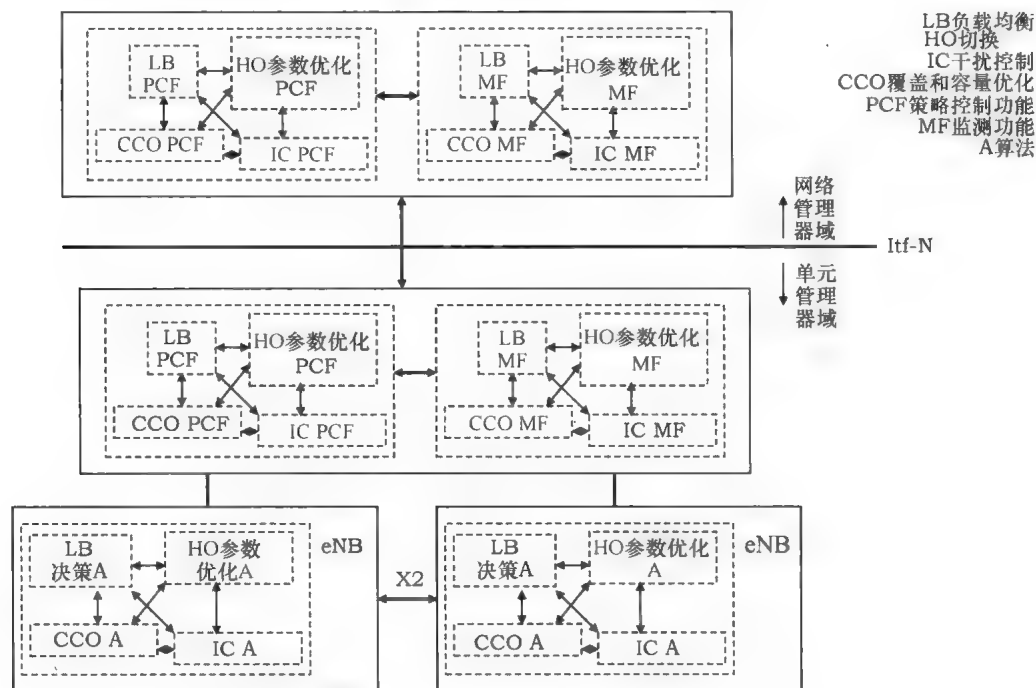 LB负载均衡
HO切换
IC干扰控制
CCO覆盖和容量优化
PCF策略控制功能
MF监测功能
A算法
LB
PCF
HO参数优化
PCF
CCO PCF
IC PCF
LB
MF
HO参数优化
MF
CCO MF
IC MF
网络
管理
器域
Itf-N
单元
管理
器域
LB
PCF
HO参数优化
PCF
CCO PCF
IC PCF
LB
MF
HO参数优化
MF
CCO MF
IC MF
eNB
LB
决策A
HO参数
优化A
CCO A
IC A
X2
eNB
LB
决策A
HO参数优化
A
CCO A
IC A